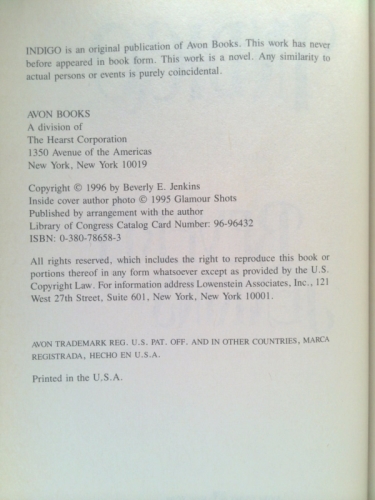 INDIGO is an original publication of Avon Books. This work has never
before appeared in book form. This work is a novel. Any similarity to
actual persons or events is purely coincidental.
AVON BOOKS
A division of
The Hearst Corporation
1350 Avenue of the Americas
New York, New York 10019
Copyright © 1996 by Beverly E. Jenkins
Inside cover author photo © 1995 Glamour Shots
Published by arrangement with the author
Library of Congress Catalog Card Number: 96-96432
ISBN: 0-380-78658-3
All rights reserved, which includes the right to reproduce this book or
portions thereof in any form whatsoever except as provided by the U.S.
Copyright Law. For information address Lowenstein Associates, Inc., 121
West 27th Street, Suite 601, New York, New York 10001.
AVON TRADEMARK REG. U.S. PAT. OFF. AND IN OTHER COUNTRIES, MARCA
REGISTRADA, HECHO EN U.S.A.
Printed in the U.S.A.